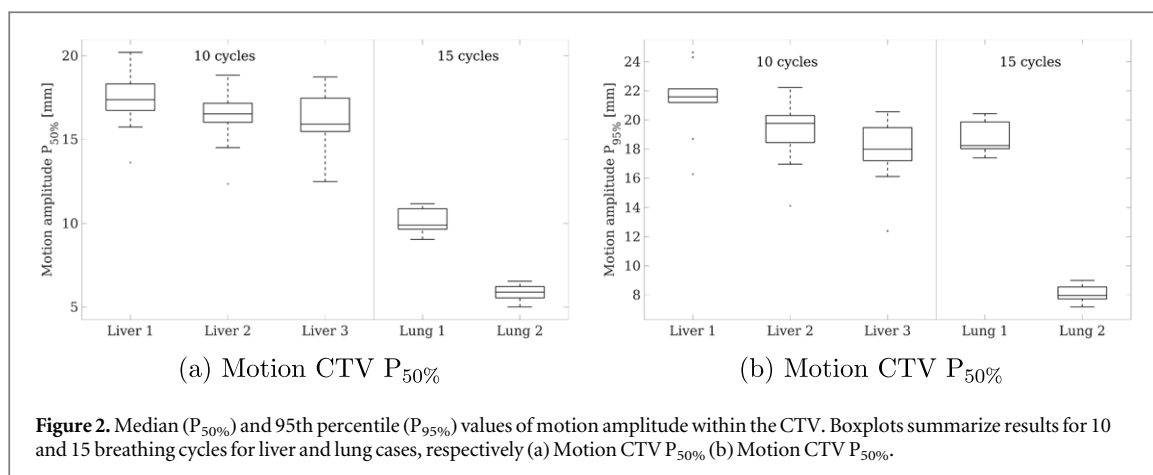 10 cycles 15 cycles
20
15
10
5
Motion amplitude P50% [mm]
Liver 1 Liver 2 Liver 3 Lung 1 Lung 2
(a) Motion CTV P50%
10 cycles 15 cycles
24
22
20
18
16
14
12
10
8
Motion amplitude P95% [mm]
Liver 1 Liver 2 Liver 3 Lung 1 Lung 2
(b) Motion CTV P50%
Figure 2. Median (P50%) and 95th percentile (P95%) values of motion amplitude within the CTV. Boxplots summarize results for 10
and 15 breathing cycles for liver and lung cases, respectively (a) Motion CTV P50% (b) Motion CTV P50%.